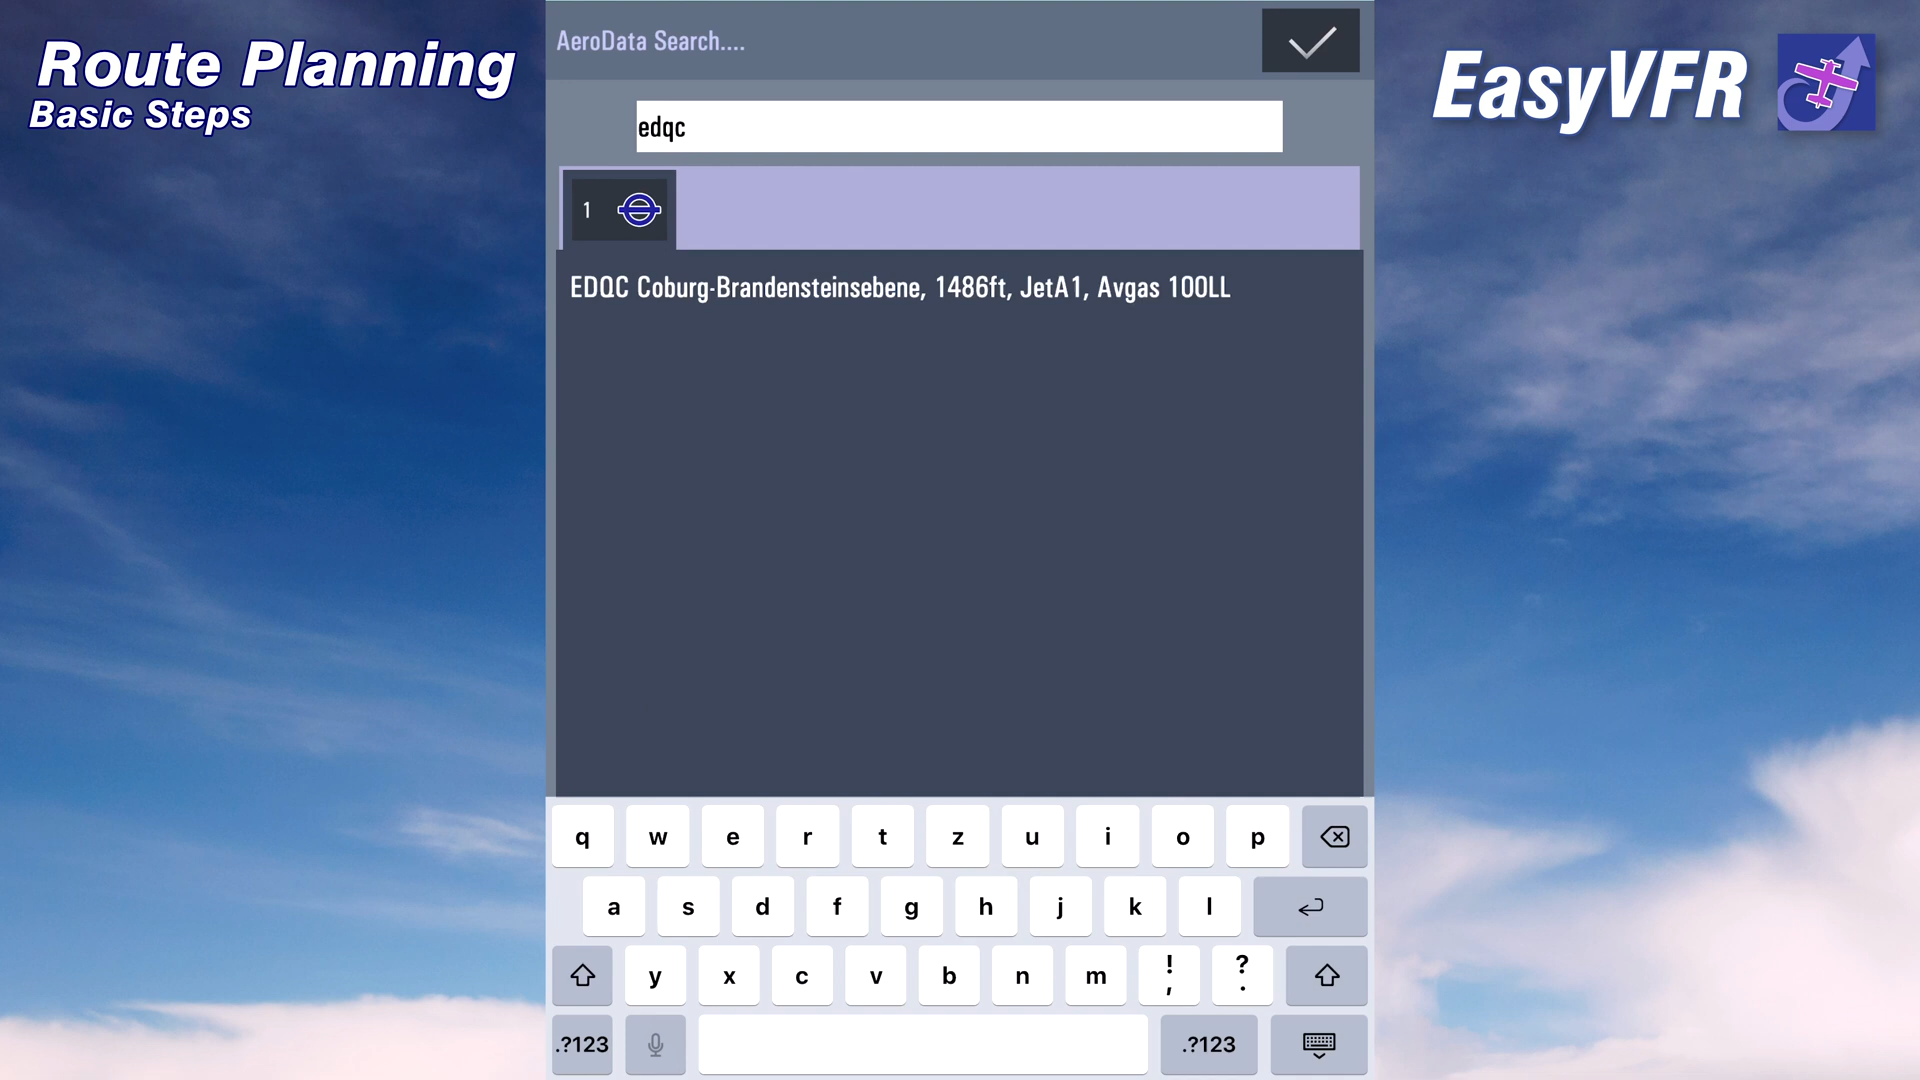 Route Planning
Basic Steps
AeroData Search....
EasyVFR
edqc
1
EDQC Coburg-Brandensteinsebene, 1486ft, JetA1, Avgas 100LL
q w e r t z u i o p
a s d f g h j k l
y x c v b n m ! , ? .
.?123 .?123